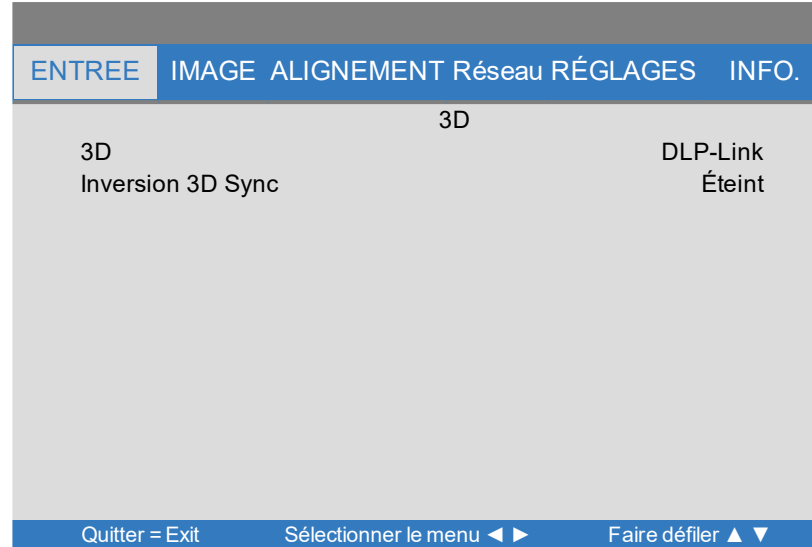 ENTREE IMAGE ALIGNEMENT Réseau RÉGLAGES INFO.
3D
3D DLP-Link
Inversion 3D Sync Éteint
Quitter = Exit Sélectionner le menu ◄ ► Faire défiler ▲ ▼